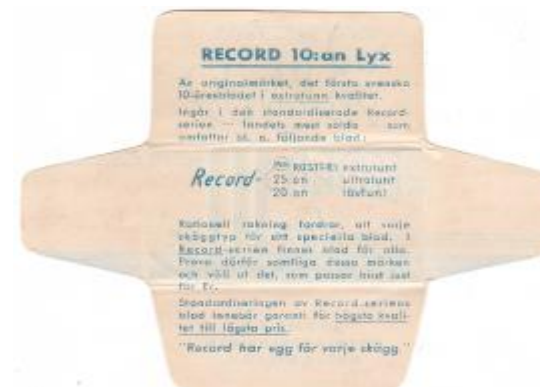 RECORD 10:an Lyx
Är originalmärket, det första svenska
10-öresbladet i extratunn kvalitet.
Ingår i den standardiserade Record-
serien — landets mest sålda — som
omfattar bl. a. följande blad:
Record- ROSTFRI extratunt
25:an ultratunt
20:an
Rationell rakning fordrar, att varje
skäggtyp får sitt speciella blad. I
Record-serien finnes blad för alla.
Prova därför samtliga dessa märken
och välj ut det, som passar bäst just
för Er.
Standardiseringen av Record-seriens
blad innebär garanti för högsta kvali-
tet till lägsta pris.
"Record har egg för varje skägg"